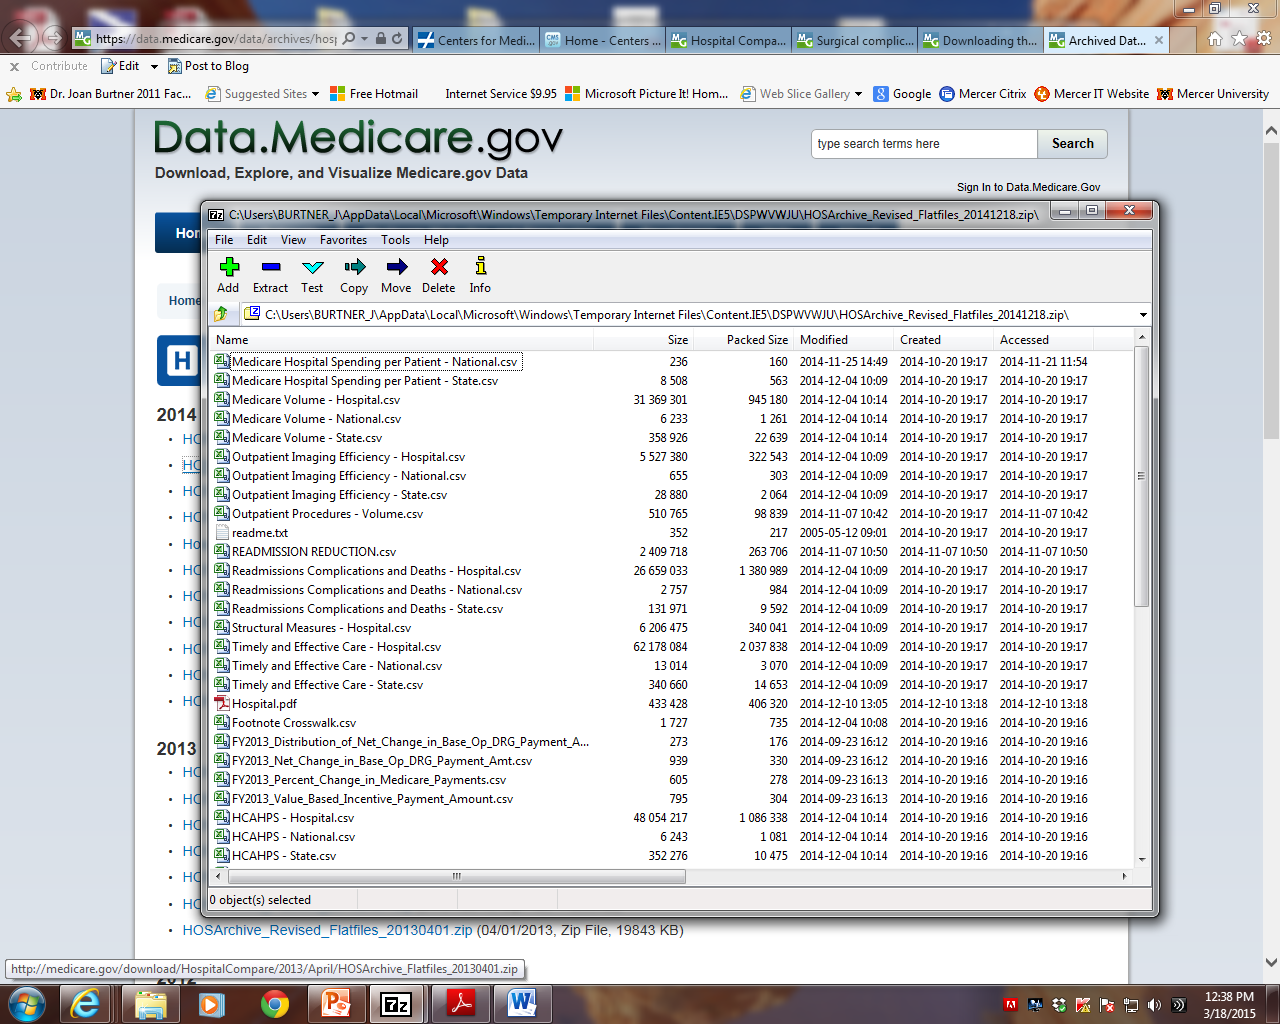 https://data.medicare.gov/data/archives/hosp
Centers for Medi...
Home - Centers ...
Hospital Compa...
Surgical complic...
Downloading th...
Archived Dat...
x Contribute Edit Post to Blog
Dr. Joan Burtner 2011 Fac... Suggested Sites Free Hotmail Internet Service $9.95 Microsoft Picture It! Hom... Web Slice Gallery Google Mercer Citrix Mercer IT Website Mercer University
Data.Medicare.gov
Download, Explore, and Visualize Medicare.gov Data
type search terms here Search
Sign In to Data.Medicare.Gov
C:\Users\BURTNER_J\AppData\Local\Microsoft\Windows\Temporary Internet Files\Content.IE5\DSPWVWJU\HOSArchive_Revised_Flatfiles_20141218.zip\
File Edit View Favorites Tools Help
Add Extract Test Copy Move Delete Info
C:\Users\BURTNER_J\AppData\Local\Microsoft\Windows\Temporary Internet Files\Content.IE5\DSPWVWJU\HOSArchive_Revised_Flatfiles_20141218.zip\
Name Size Packed Size Modified Created Accessed
Medicare Hospital Spending per Patient - National.csv 236 160 2014-11-25 14:49 2014-10-20 19:17 2014-11-21 11:54
Medicare Hospital Spending per Patient - State.csv 8 508 563 2014-12-04 10:09 2014-10-20 19:17 2014-10-20 19:17
Medicare Volume - Hospital.csv 31 369 301 945 180 2014-12-04 10:14 2014-10-20 19:17 2014-10-20 19:17
Medicare Volume - National.csv 6 233 1 261 2014-12-04 10:14 2014-10-20 19:17 2014-10-20 19:17
Medicare Volume - State.csv 358 926 22 639 2014-12-04 10:14 2014-10-20 19:17 2014-10-20 19:17
Outpatient Imaging Efficiency - Hospital.csv 5 527 380 322 543 2014-12-04 10:09 2014-10-20 19:17 2014-10-20 19:17
Outpatient Imaging Efficiency - National.csv 655 303 2014-12-04 10:09 2014-10-20 19:17 2014-10-20 19:17
Outpatient Imaging Efficiency - State.csv 28 880 2 064 2014-12-04 10:09 2014-10-20 19:17 2014-10-20 19:17
Outpatient Procedures - Volume.csv 510 765 98 839 2014-11-07 10:42 2014-10-20 19:17 2014-11-07 10:42
readme.txt 352 217 2005-05-12 09:01 2014-10-20 19:17 2014-10-20 19:17
READMISSION REDUCTION.csv 2 409 718 263 706 2014-11-07 10:50 2014-11-07 10:50 2014-11-07 10:50
Readmissions Complications and Deaths - Hospital.csv 26 659 033 1 380 989 2014-12-04 10:09 2014-10-20 19:17 2014-10-20 19:17
Readmissions Complications and Deaths - National.csv 2 757 984 2014-12-04 10:09 2014-10-20 19:17 2014-10-20 19:17
Readmissions Complications and Deaths - State.csv 131 971 9 592 2014-12-04 10:09 2014-10-20 19:17 2014-10-20 19:17
Structural Measures - Hospital.csv 6 206 475 340 041 2014-12-04 10:09 2014-10-20 19:17 2014-10-20 19:17
Timely and Effective Care - Hospital.csv 62 178 084 2 037 838 2014-12-04 10:09 2014-10-20 19:17 2014-10-20 19:17
Timely and Effective Care - National.csv 13 014 3 070 2014-12-04 10:09 2014-10-20 19:17 2014-10-20 19:17
Timely and Effective Care - State.csv 340 660 14 653 2014-12-04 10:09 2014-10-20 19:17 2014-10-20 19:17
Hospital.pdf 433 428 406 320 2014-12-10 13:05 2014-12-10 13:18 2014-12-10 13:18
Footnote Crosswalk.csv 1 727 735 2014-12-04 10:08 2014-10-20 19:16 2014-10-20 19:16
FY2013_Distribution_of_Net_Change_in_Base_Op_DRG_Payment_A... 273 176 2014-09-23 16:12 2014-10-20 19:16 2014-10-20 19:16
FY2013_Net_Change_in_Base_Op_DRG_Payment_Amt.csv 939 330 2014-09-23 16:12 2014-10-20 19:16 2014-10-20 19:16
FY2013_Percent_Change_in_Medicare_Payments.csv 605 278 2014-09-23 16:13 2014-10-20 19:16 2014-10-20 19:16
FY2013_Value_Based_Incentive_Payment_Amount.csv 795 304 2014-09-23 16:13 2014-10-20 19:16 2014-10-20 19:16
HCAHPS - Hospital.csv 48 054 217 1 086 338 2014-12-04 10:14 2014-10-20 19:16 2014-10-20 19:16
HCAHPS - National.csv 6 243 1 081 2014-12-04 10:14 2014-10-20 19:16 2014-10-20 19:16
HCAHPS - State.csv 352 276 10 475 2014-12-04 10:14 2014-10-20 19:16 2014-10-20 19:16
0 object(s) selected
Home
H
2014
2013
HOSArchive_Revised_Flatfiles_20130401.zip (04/01/2013, Zip File, 19843 KB)
http://medicare.gov/download/HospitalCompare/2013/April/HOSArchive_Flatfiles_20130401.zip
2012
12:38 PM
3/18/2015